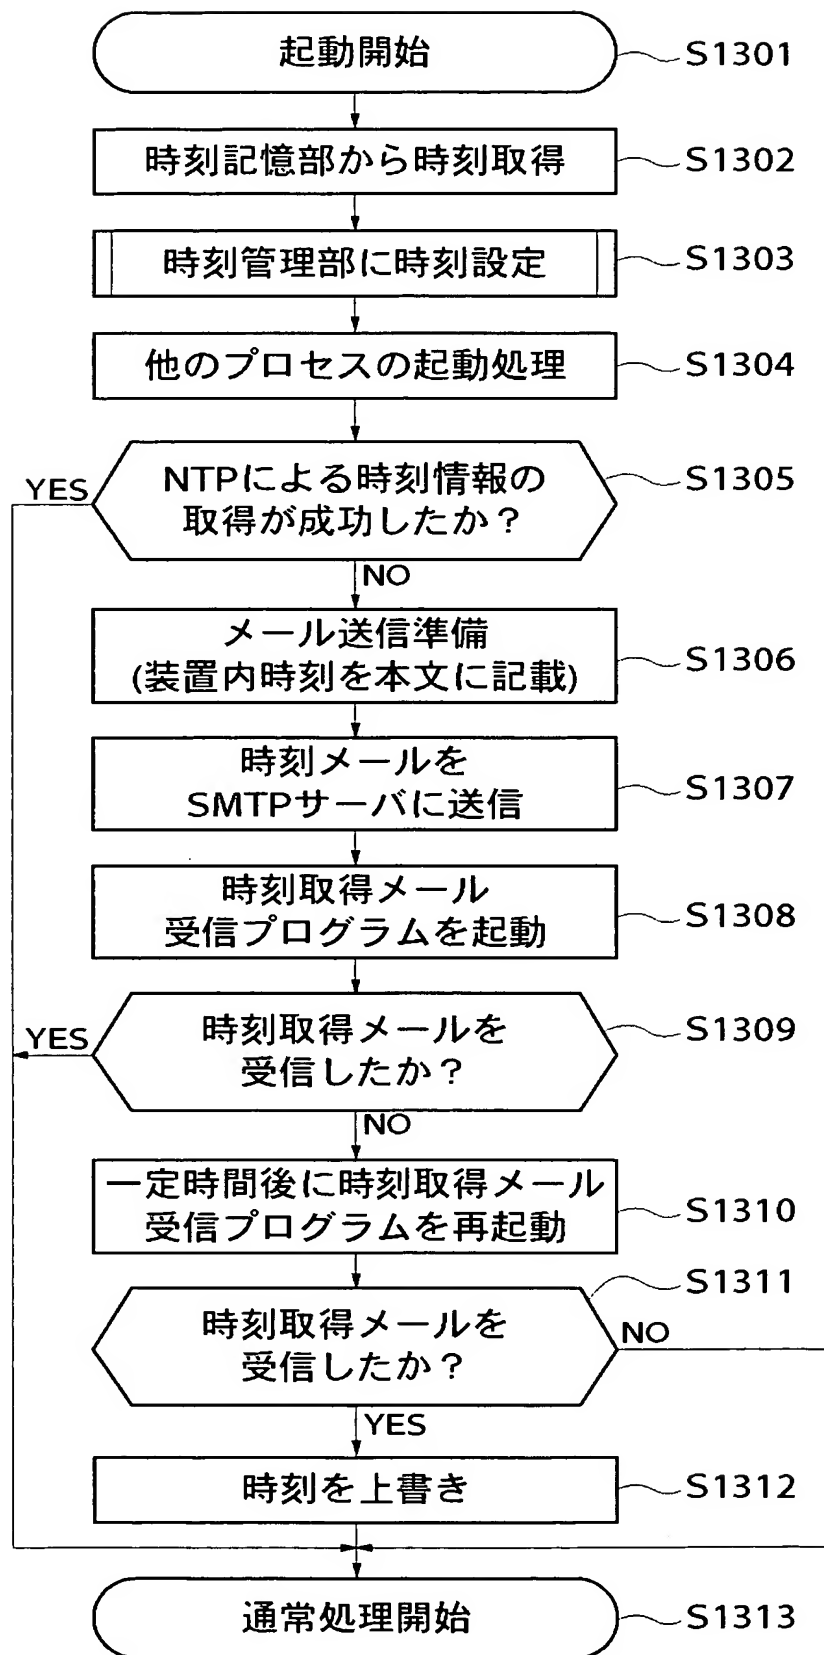 起動開始
S1301
時刻記憶部から時刻取得
S1302
時刻管理部に時刻設定
S1303
他のプロセスの起動処理
S1304
NTPによる時刻情報の
取得が成功したか？
S1305
YES
NO
メール送信準備
(装置内時刻を本文に記載)
S1306
時刻メールを
SMTPサーバに送信
S1307
時刻取得メール
受信プログラムを起動
S1308
時刻取得メールを
受信したか？
S1309
YES
NO
一定時間後に時刻取得メール
受信プログラムを再起動
S1310
時刻取得メールを
受信したか？
S1311
NO
YES
時刻を上書き
S1312
通常処理開始
S1313